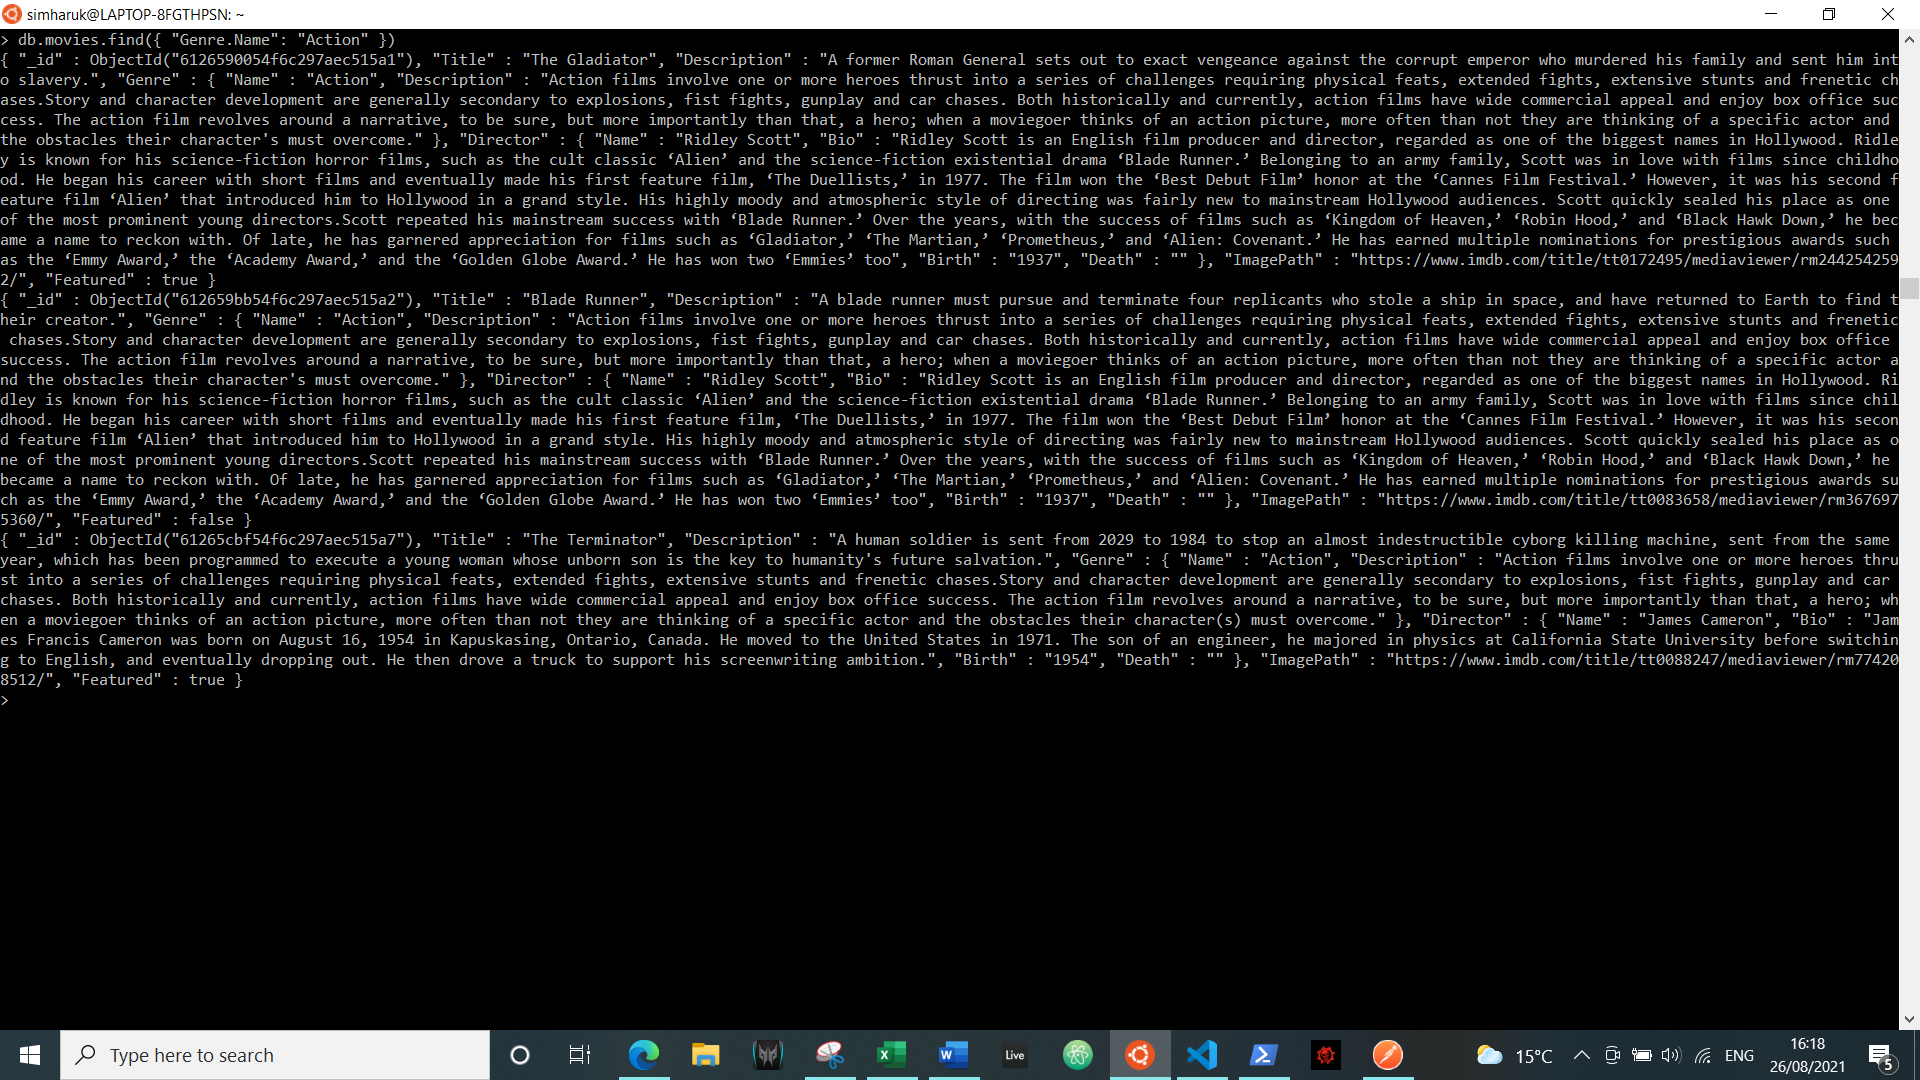 simharuk@LAPTOP-8FGTHPSN: ~
> db.movies.find({ "Genre.Name": "Action" })
{ "_id" : ObjectId("6126590054f6c297aec515a1"), "Title" : "The Gladiator", "Description" : "A former Roman General sets out to exact vengeance against the corrupt emperor who murdered his family and sent him int
o slavery.", "Genre" : { "Name" : "Action", "Description" : "Action films involve one or more heroes thrust into a series of challenges requiring physical feats, extended fights, extensive stunts and frenetic ch
ases.Story and character development are generally secondary to explosions, fist fights, gunplay and car chases. Both historically and currently, action films have wide commercial appeal and enjoy box office suc
cess. The action film revolves around a narrative, to be sure, but more importantly than that, a hero; when a moviegoer thinks of an action picture, more often than not they are thinking of a specific actor and
the obstacles their character's must overcome." }, "Director" : { "Name" : "Ridley Scott", "Bio" : "Ridley Scott is an English film producer and director, regarded as one of the biggest names in Hollywood. Ridle
y is known for his science-fiction horror films, such as the cult classic ‘Alien’ and the science-fiction existential drama ‘Blade Runner.’ Belonging to an army family, Scott was in love with films since childho
od. He began his career with short films and eventually made his first feature film, ‘The Duellists,’ in 1977. The film won the ‘Best Debut Film’ honor at the ‘Cannes Film Festival.’ However, it was his second f
eature film ‘Alien’ that introduced him to Hollywood in a grand style. His highly moody and atmospheric style of directing was fairly new to mainstream Hollywood audiences. Scott quickly sealed his place as one
of the most prominent young directors.Scott repeated his mainstream success with ‘Blade Runner.’ Over the years, with the success of films such as ‘Kingdom of Heaven,’ ‘Robin Hood,’ and ‘Black Hawk Down,’ he bec
ame a name to reckon with. Of late, he has garnered appreciation for films such as ‘Gladiator,’ ‘The Martian,’ ‘Prometheus,’ and ‘Alien: Covenant.’ He has earned multiple nominations for prestigious awards such
as the ‘Emmy Award,’ the ‘Academy Award,’ and the ‘Golden Globe Award.’ He has won two ‘Emmies’ too", "Birth" : "1937", "Death" : "" }, "ImagePath" : "https://www.imdb.com/title/tt0172495/mediaviewer/rm244254259
2/", "Featured" : true }
{ "_id" : ObjectId("612659bb54f6c297aec515a2"), "Title" : "Blade Runner", "Description" : "A blade runner must pursue and terminate four replicants who stole a ship in space, and have returned to Earth to find t
heir creator.", "Genre" : { "Name" : "Action", "Description" : "Action films involve one or more heroes thrust into a series of challenges requiring physical feats, extended fights, extensive stunts and frenetic
chases.Story and character development are generally secondary to explosions, fist fights, gunplay and car chases. Both historically and currently, action films have wide commercial appeal and enjoy box office
success. The action film revolves around a narrative, to be sure, but more importantly than that, a hero; when a moviegoer thinks of an action picture, more often than not they are thinking of a specific actor a
nd the obstacles their character's must overcome." }, "Director" : { "Name" : "Ridley Scott", "Bio" : "Ridley Scott is an English film producer and director, regarded as one of the biggest names in Hollywood. Ri
dley is known for his science-fiction horror films, such as the cult classic ‘Alien’ and the science-fiction existential drama ‘Blade Runner.’ Belonging to an army family, Scott was in love with films since chil
dhood. He began his career with short films and eventually made his first feature film, ‘The Duellists,’ in 1977. The film won the ‘Best Debut Film’ honor at the ‘Cannes Film Festival.’ However, it was his secon
d feature film ‘Alien’ that introduced him to Hollywood in a grand style. His highly moody and atmospheric style of directing was fairly new to mainstream Hollywood audiences. Scott quickly sealed his place as o
ne of the most prominent young directors.Scott repeated his mainstream success with ‘Blade Runner.’ Over the years, with the success of films such as ‘Kingdom of Heaven,’ ‘Robin Hood,’ and ‘Black Hawk Down,’ he
became a name to reckon with. Of late, he has garnered appreciation for films such as ‘Gladiator,’ ‘The Martian,’ ‘Prometheus,’ and ‘Alien: Covenant.’ He has earned multiple nominations for prestigious awards su
ch as the ‘Emmy Award,’ the ‘Academy Award,’ and the ‘Golden Globe Award.’ He has won two ‘Emmies’ too", "Birth" : "1937", "Death" : "" }, "ImagePath" : "https://www.imdb.com/title/tt0083658/mediaviewer/rm367697
5360/", "Featured" : false }
{ "_id" : ObjectId("61265cbf54f6c297aec515a7"), "Title" : "The Terminator", "Description" : "A human soldier is sent from 2029 to 1984 to stop an almost indestructible cyborg killing machine, sent from the same
year, which has been programmed to execute a young woman whose unborn son is the key to humanity's future salvation.", "Genre" : { "Name" : "Action", "Description" : "Action films involve one or more heroes thru
st into a series of challenges requiring physical feats, extended fights, extensive stunts and frenetic chases.Story and character development are generally secondary to explosions, fist fights, gunplay and car
chases. Both historically and currently, action films have wide commercial appeal and enjoy box office success. The action film revolves around a narrative, to be sure, but more importantly than that, a hero; wh
en a moviegoer thinks of an action picture, more often than not they are thinking of a specific actor and the obstacles their character(s) must overcome." }, "Director" : { "Name" : "James Cameron", "Bio" : "Jam
es Francis Cameron was born on August 16, 1954 in Kapuskasing, Ontario, Canada. He moved to the United States in 1971. The son of an engineer, he majored in physics at California State University before switchin
g to English, and eventually dropping out. He then drove a truck to support his screenwriting ambition.", "Birth" : "1954", "Death" : "" }, "ImagePath" : "https://www.imdb.com/title/tt0088247/mediaviewer/rm77420
8512/", "Featured" : true }
>
Type here to search
Live
15°C
ENG
16:18
26/08/2021
5